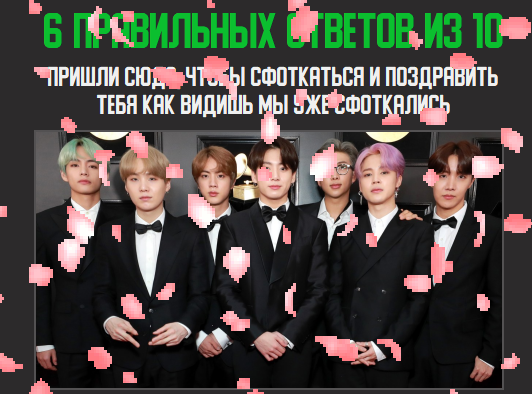 6 ПРАВИЛЬНЫХ ОТВЕТОВ ИЗ 10
ПРИШЛИ СЮДА ЧТОБЫ СФОТКАТЬСЯ И ПОЗДРАВИТЬ
ТЕБЯ КАК ВИДИШЬ МЫ УЖЕ СФОТКАЛИСЬ